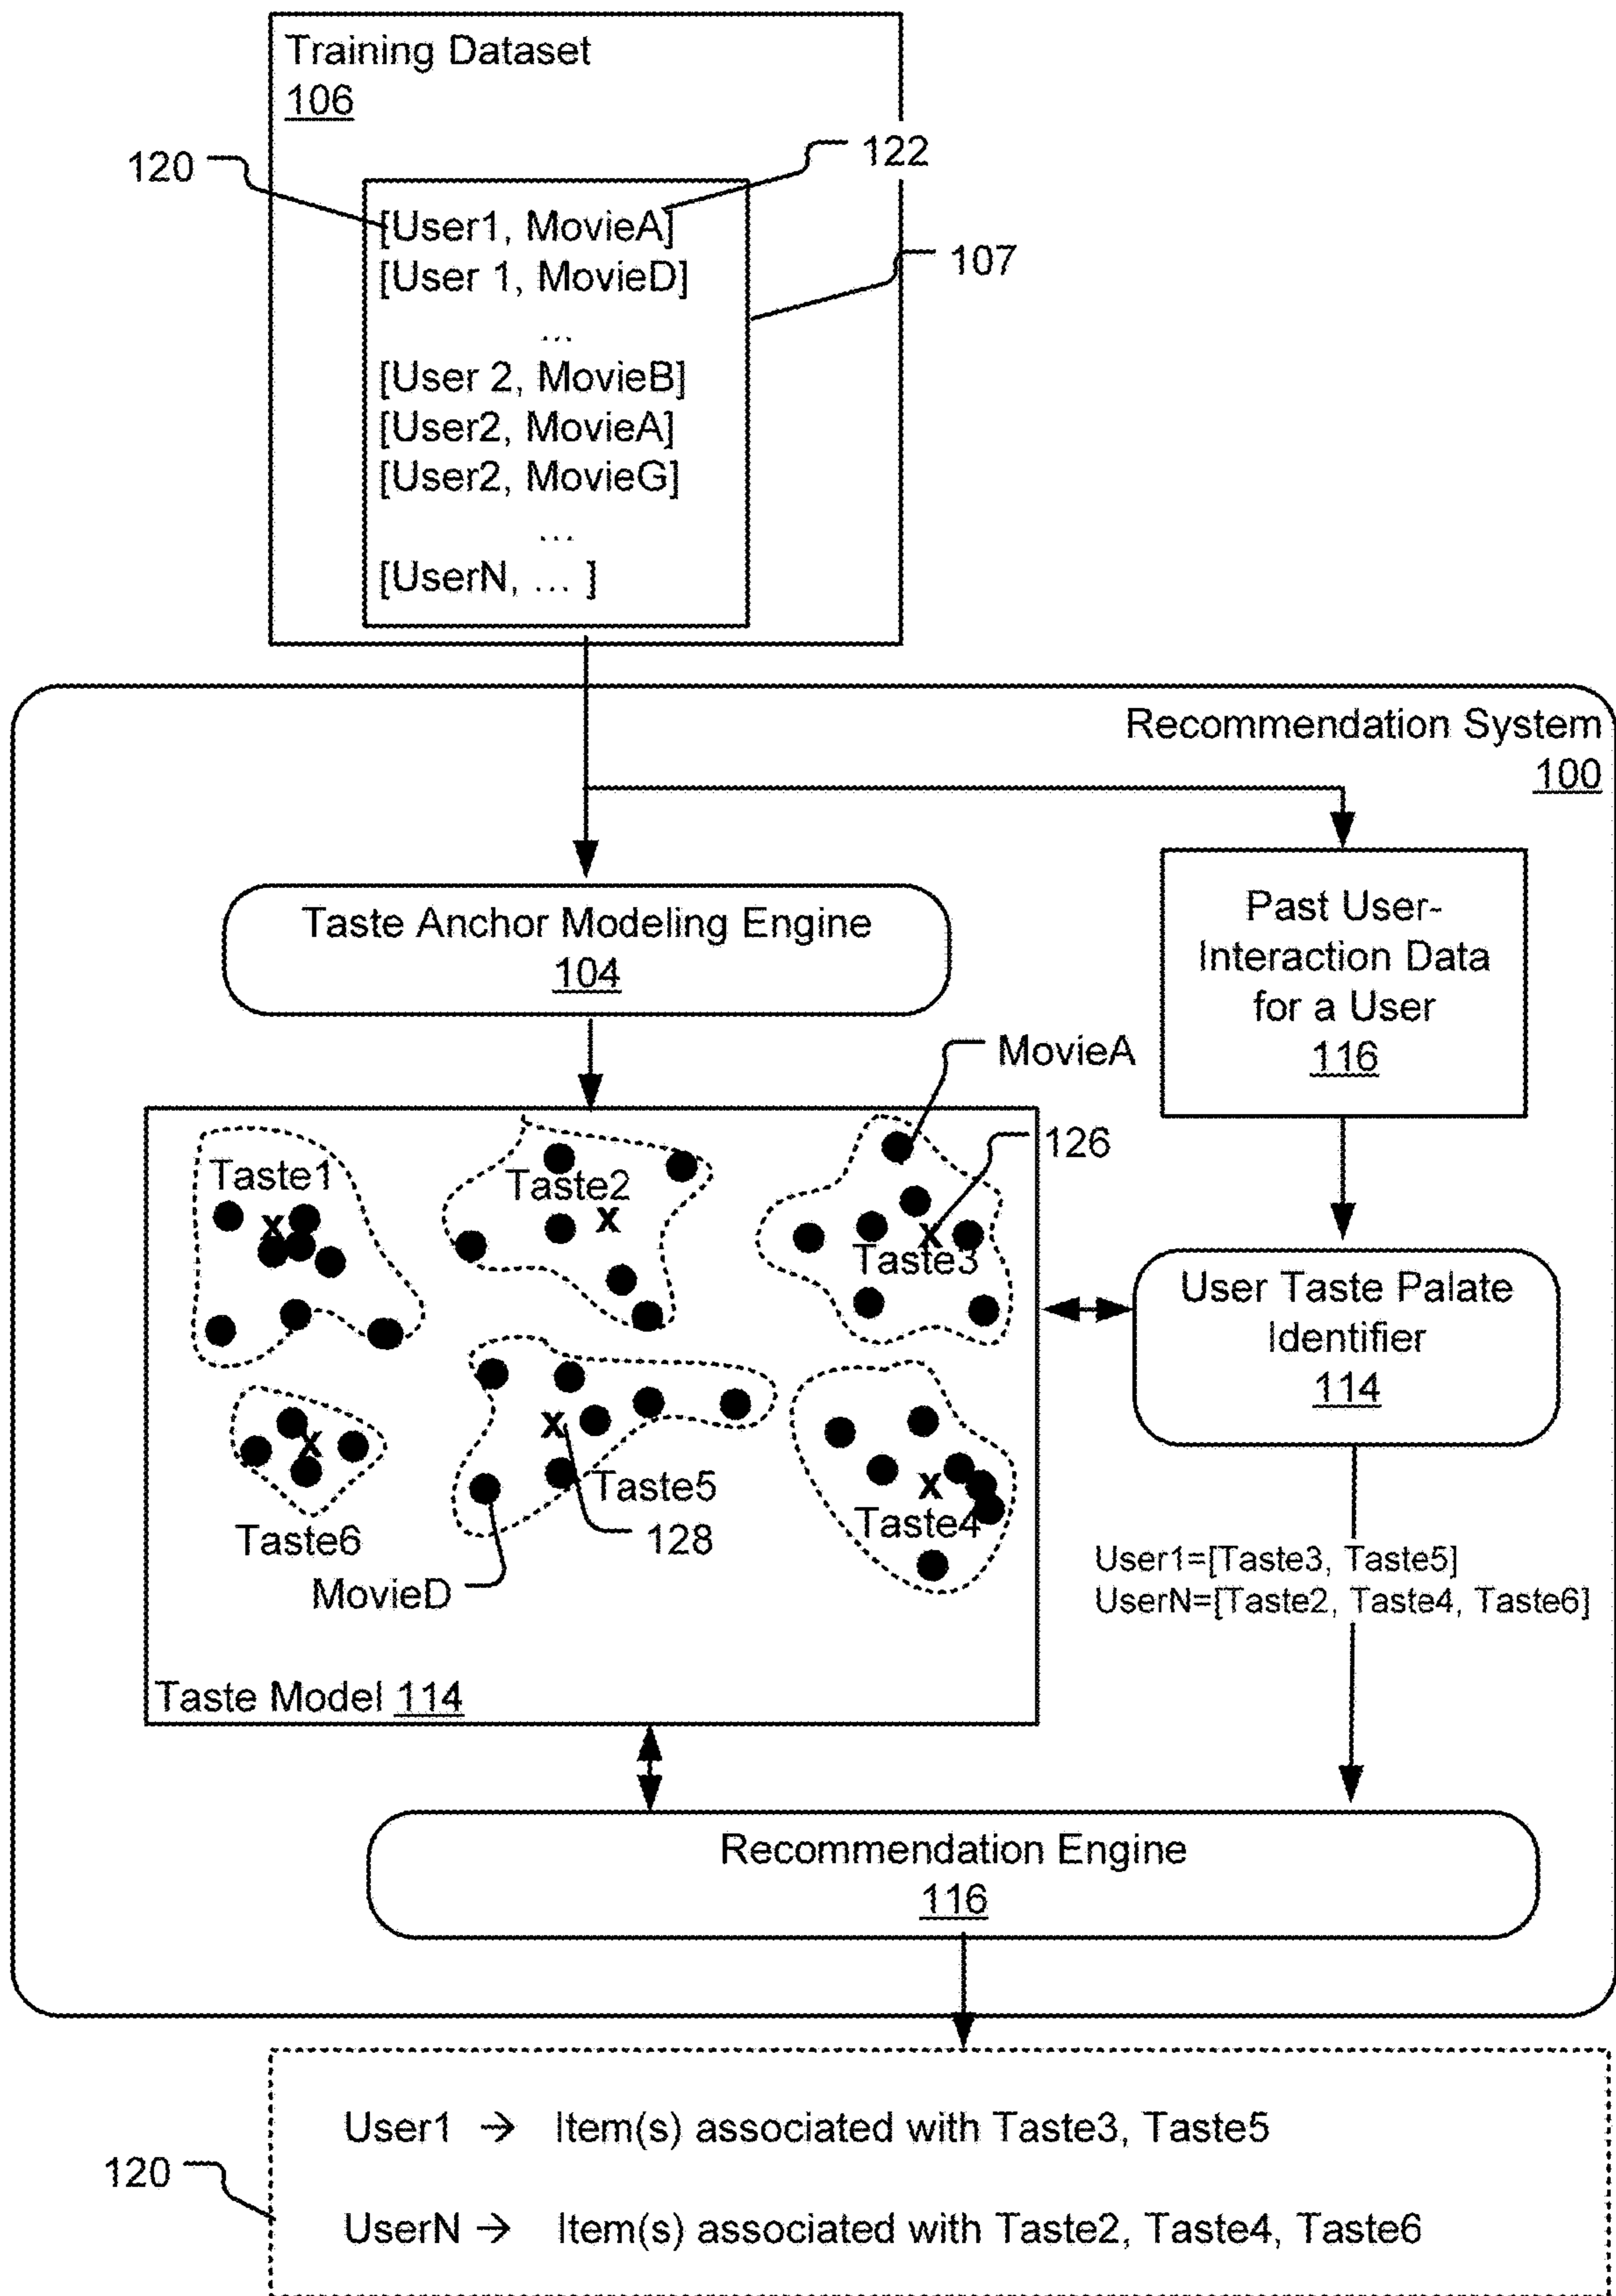 Training Dataset
106
120
122
[User1, MovieA]
[User 1, MovieD]
107
...
[User 2, MovieB]
[User2, MovieA]
[User2, MovieG]
...
[UserN, ... ]
Recommendation System
100
Taste Anchor Modeling Engine
104
Past User-
Interaction Data
for a User
116
MovieA
126
Taste1
Taste2
x
x
x
Taste3
User Taste Palate
Identifier
114
x
x
x
Taste5
Taste6
128
Taste4
MovieD
User1=[Taste3, Taste5]
UserN=[Taste2, Taste4, Taste6]
Taste Model 114
Recommendation Engine
116
User1 → Item(s) associated with Taste3, Taste5
120
UserN → Item(s) associated with Taste2, Taste4, Taste6